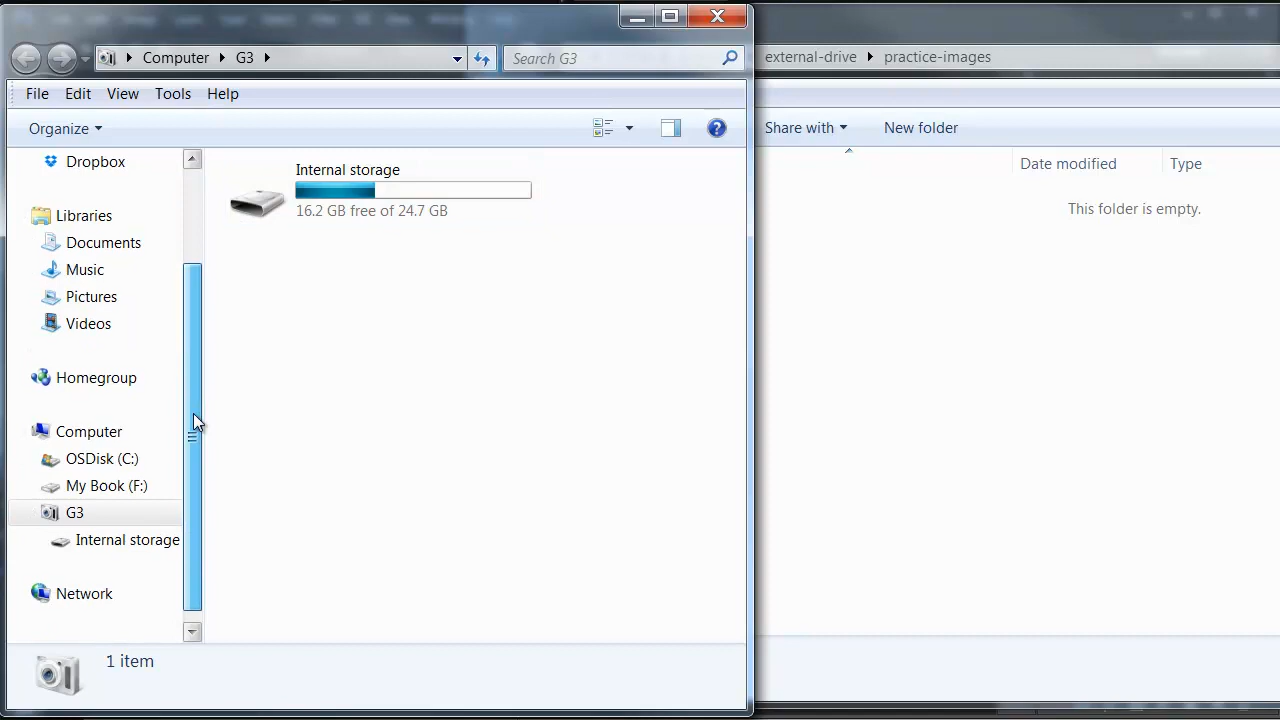 Computer G3
Search G3
File Edit View Tools Help
Organize
Dropbox
Libraries
Documents
Music
Pictures
Videos
Homegroup
Computer
OSDisk (C:)
My Book (F:)
G3
Internal storage
Network
Internal storage
16.2 GB free of 24.7 GB
1 item
external-drive practice-images
Share with New folder
Date modified Type
This folder is empty.